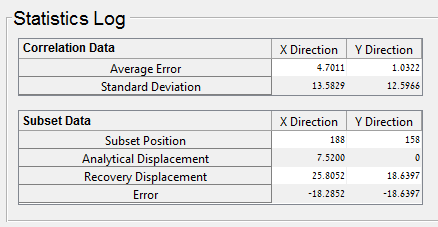 Statistics Log
Correlation Data X Direction Y Direction
Average Error 4.7011 1.0322
Standard Deviation 13.5829 12.5966
Subset Data X Direction Y Direction
Subset Position 188 158
Analytical Displacement 7.5200 0
Recovery Displacement 25.8052 18.6397
Error -18.2852 -18.6397